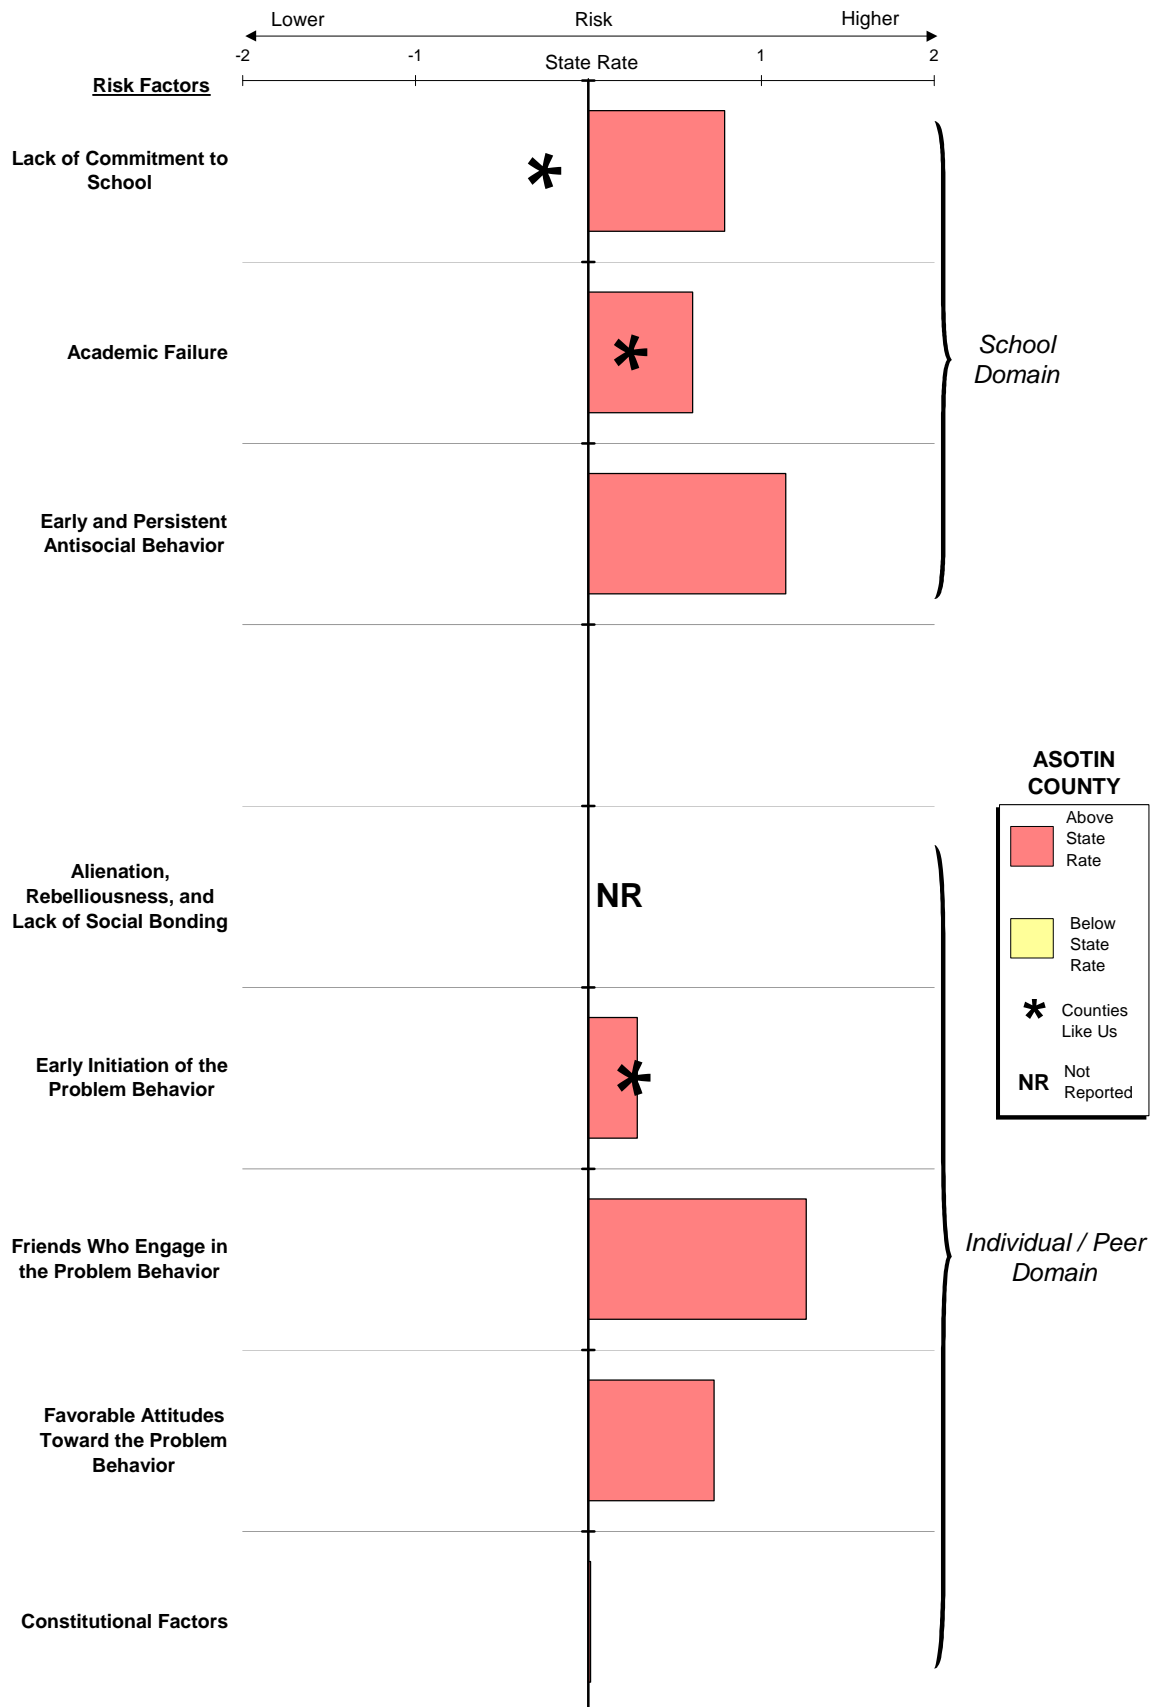 Lower Risk Higher
-2 -1 State Rate 1 2
Risk Factors
Lack of Commitment to
School
*
Academic Failure
*
School
Domain
Early and Persistent
Antisocial Behavior
ASOTIN
COUNTY
Above
State
Rate
Below
State
Rate
* Counties
Like Us
NR Not
Reported
Alienation,
Rebelliousness, and
Lack of Social Bonding
NR
Early Initiation of the
Problem Behavior
*
Friends Who Engage in
the Problem Behavior
Individual / Peer
Domain
Favorable Attitudes
Toward the Problem
Behavior
Constitutional Factors